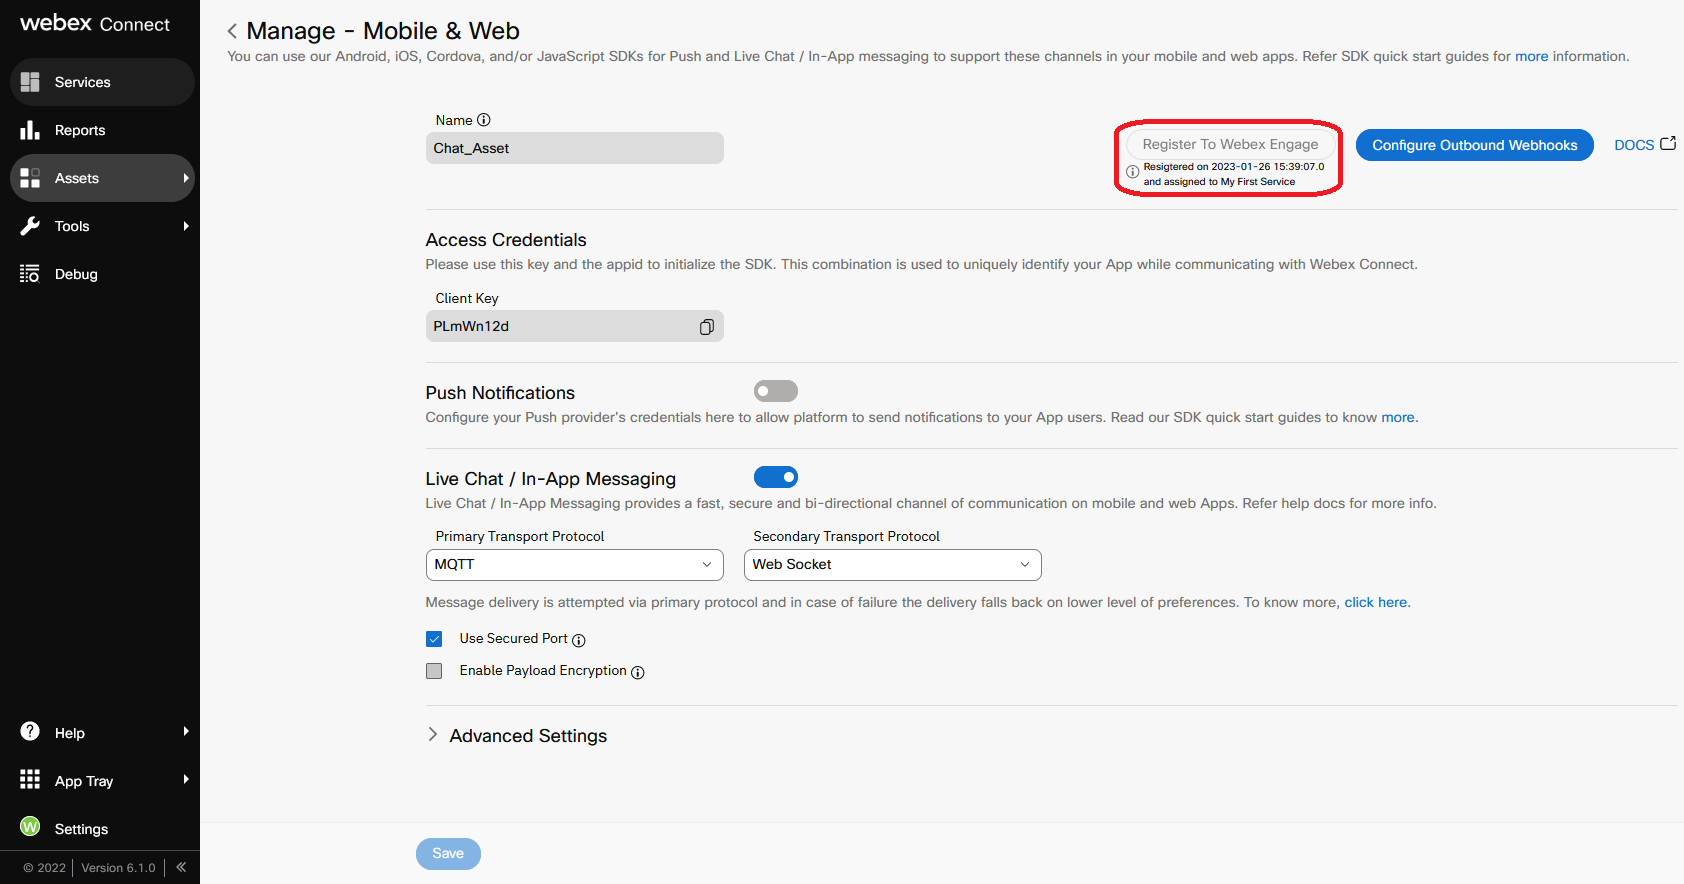 webex Connect
Services
Reports
Assets
Tools
Debug
Help
App Tray
W
Settings
© 2022
Version 6.1.0
Manage - Mobile & Web
You can use our Android, iOS, Cordova, and/or JavaScript SDKs for Push and Live Chat / In-App messaging to support these channels in your mobile and web apps. Refer SDK quick start guides for more information.
Name
Chat_Asset
Register To Webex Engage
Resigtered on 2023-01-26 15:39:07.0
and assigned to My First Service
Configure Outbound Webhooks
DOCS
Access Credentials
Please use this key and the appid to initialize the SDK. This combination is used to uniquely identify your App while communicating with Webex Connect.
Client Key
PLmWn12d
Push Notifications
Configure your Push provider's credentials here to allow platform to send notifications to your App users. Read our SDK quick start guides to know more.
Live Chat / In-App Messaging
Live Chat / In-App Messaging provides a fast, secure and bi-directional channel of communication on mobile and web Apps. Refer help docs for more info.
Primary Transport Protocol
Secondary Transport Protocol
MQTT
Web Socket
Message delivery is attempted via primary protocol and in case of failure the delivery falls back on lower level of preferences. To know more, click here.
Use Secured Port
Enable Payload Encryption
Advanced Settings
Save